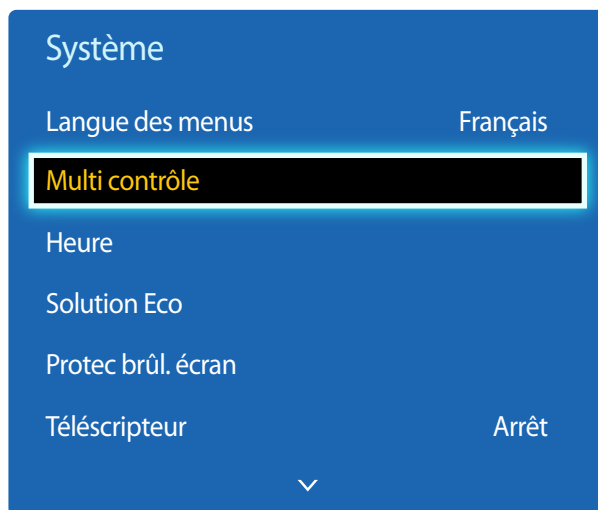 Système
Langue des menus Français
Multi contrôle
Heure
Solution Eco
Protec brûl. écran
Téléscripteur Arrêt